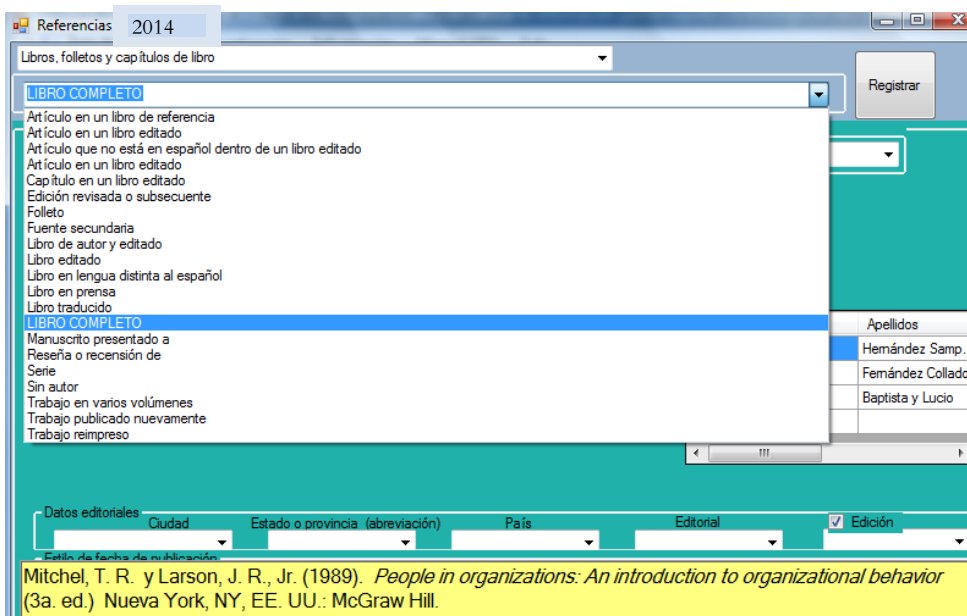 Referencias 2014
Libros, folletos y capítulos de libro
LIBRO COMPLETO
Registrar
Artículo en un libro de referencia
Artículo en un libro editado
Artículo que no está en español dentro de un libro editado
Artículo en un libro editado
Capítulo en un libro editado
Edición revisada o subsecuente
Folleto
Fuente secundaria
Libro de autor y editado
Libro editado
Libro en lengua distinta al español
Libro en prensa
Libro traducido
LIBRO COMPLETO
Manuscrito presentado a
Reseña o recensión de
Serie
Sin autor
Trabajo en varios volúmenes
Trabajo publicado nuevamente
Trabajo reimpreso
Apellidos
Hernández Samp.
Fernández Collado
Baptista y Lucio
Datos editoriales
Ciudad Estado o provincia (abreviación) País Editorial Edición
Estilo de fecha de publicación
Mitchel, T. R. y Larson, J. R., Jr. (1989). People in organizations: An introduction to organizational behavior
(3a. ed.) Nueva York, NY, EE. UU.: McGraw Hill.